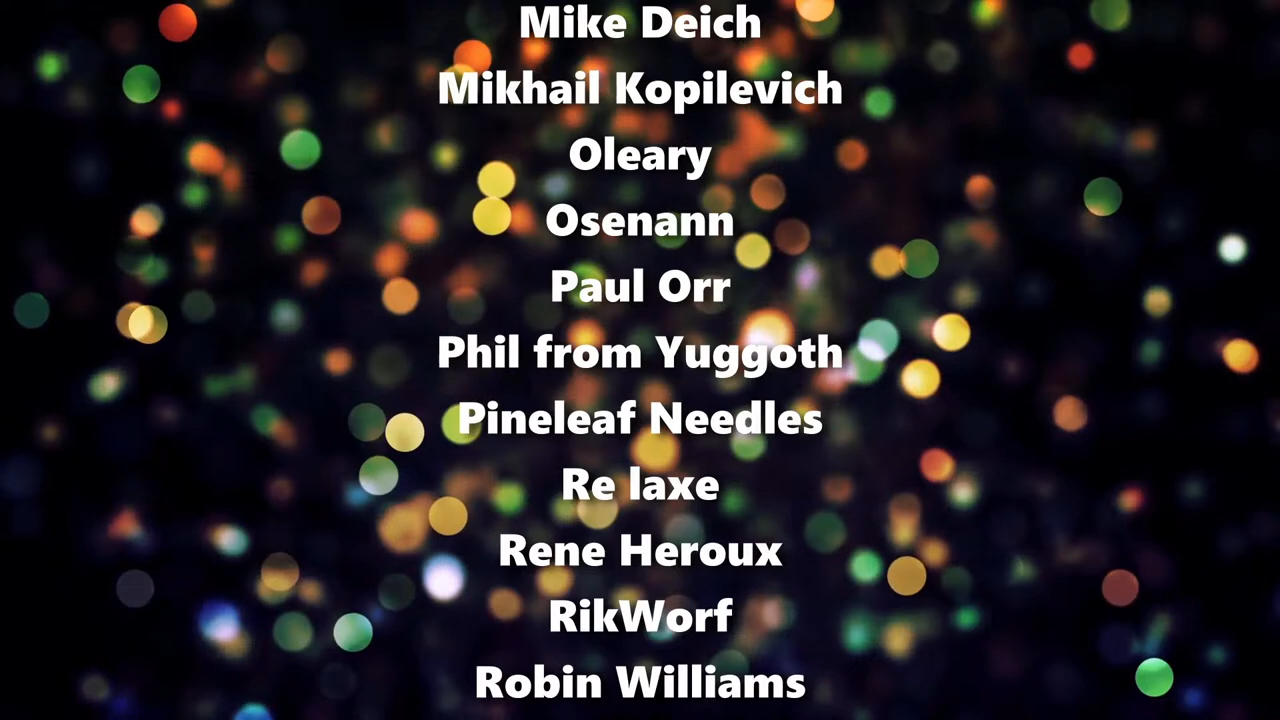 Mike Deich
Mikhail Kopilevich
Oleary
Osenann
Paul Orr
Phil from Yuggoth
Pineleaf Needles
Re laxe
Rene Heroux
RikWorf
Robin Williams